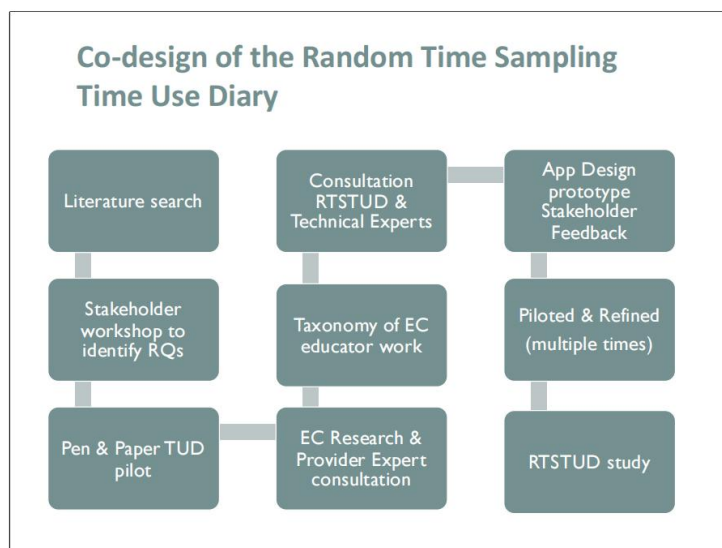 Co-design of the Random Time Sampling
Time Use Diary
Literature search
Stakeholder
workshop to
identify RQs
Pen & Paper TUD
pilot
EC Research &
Provider Expert
consultation
Taxonomy of EC
educator work
Consultation
RTSTUD &
Technical Experts
App Design
prototype
Stakeholder
Feedback
Piloted & Refined
(multiple times)
RTSTUD study